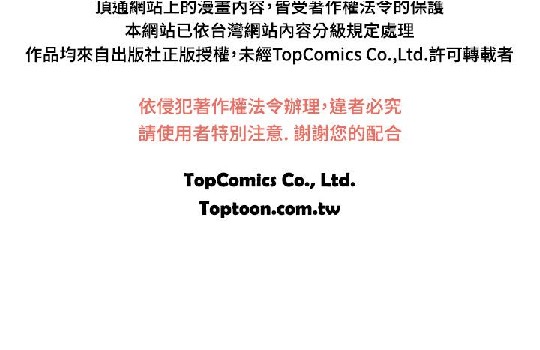 頂通網站上的漫畫內容，皆受著作權法令的保護
本網站已依台灣網站內容分級規定處理
作品均來自出版社正版授權，未經TopComics Co.,Ltd.許可轉載者
依侵犯著作權法令辦理，違者必究
請使用者特別注意. 謝謝您的配合
TopComics Co., Ltd.
Toptoon.com.tw